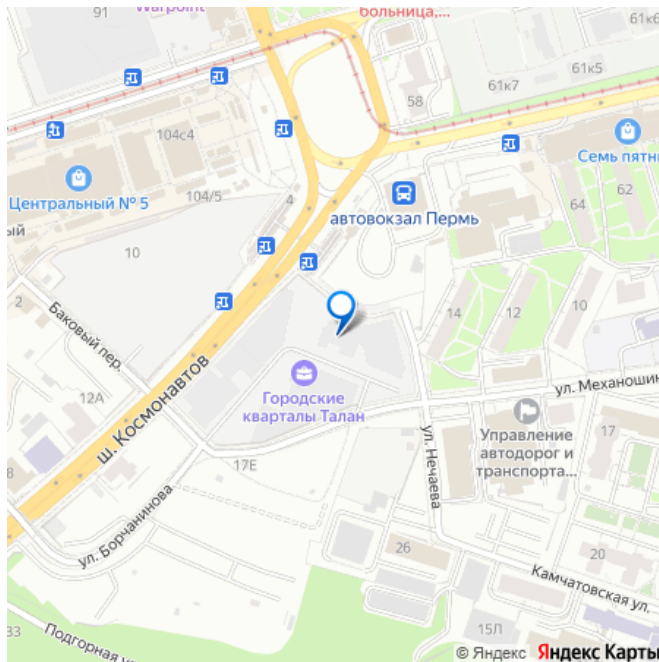 Warpoint
больница,...
91
61к6
61к5
61к7
58
104с4
Семь пятни
Центральный № 5
104/5
4
автовокзал Пермь
64
62
ный
10
2
Баковый пер.
14
12
10
ш. Космонавтов
Городские
кварталы Талан
ул. Механошин
12А
Управление
автодорог и
транспорта...
17
ул. Нечаева
17Е
8
ул. Борчанинова
26
20
Камчатовская ул.
33
Подгорная у
15Л
© Яндекс Яндекс Карты